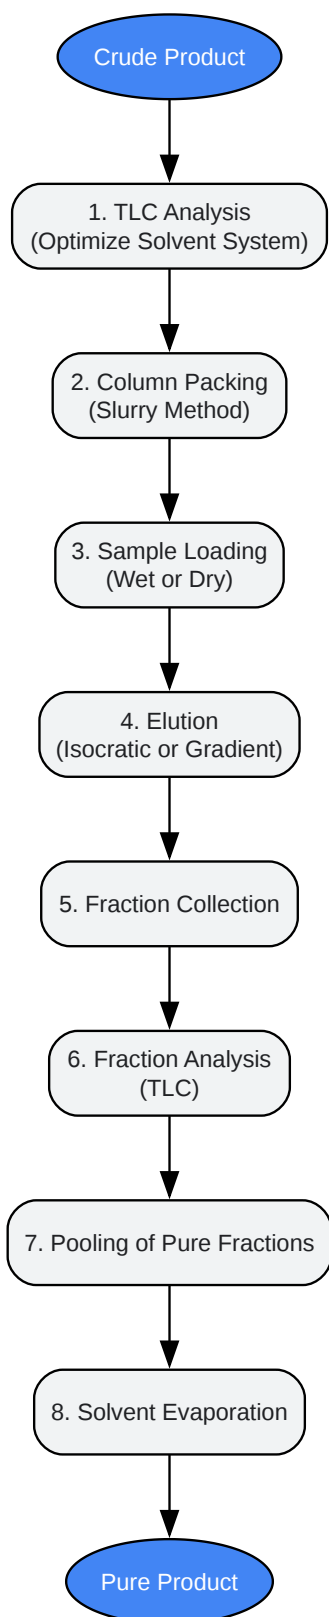 Crude Product
1. TLC Analysis
(Optimize Solvent System)
2. Column Packing
(Slurry Method)
3. Sample Loading
(Wet or Dry)
4. Elution
(Isocratic or Gradient)
5. Fraction Collection
6. Fraction Analysis
(TLC)
7. Pooling of Pure Fractions
8. Solvent Evaporation
Pure Product